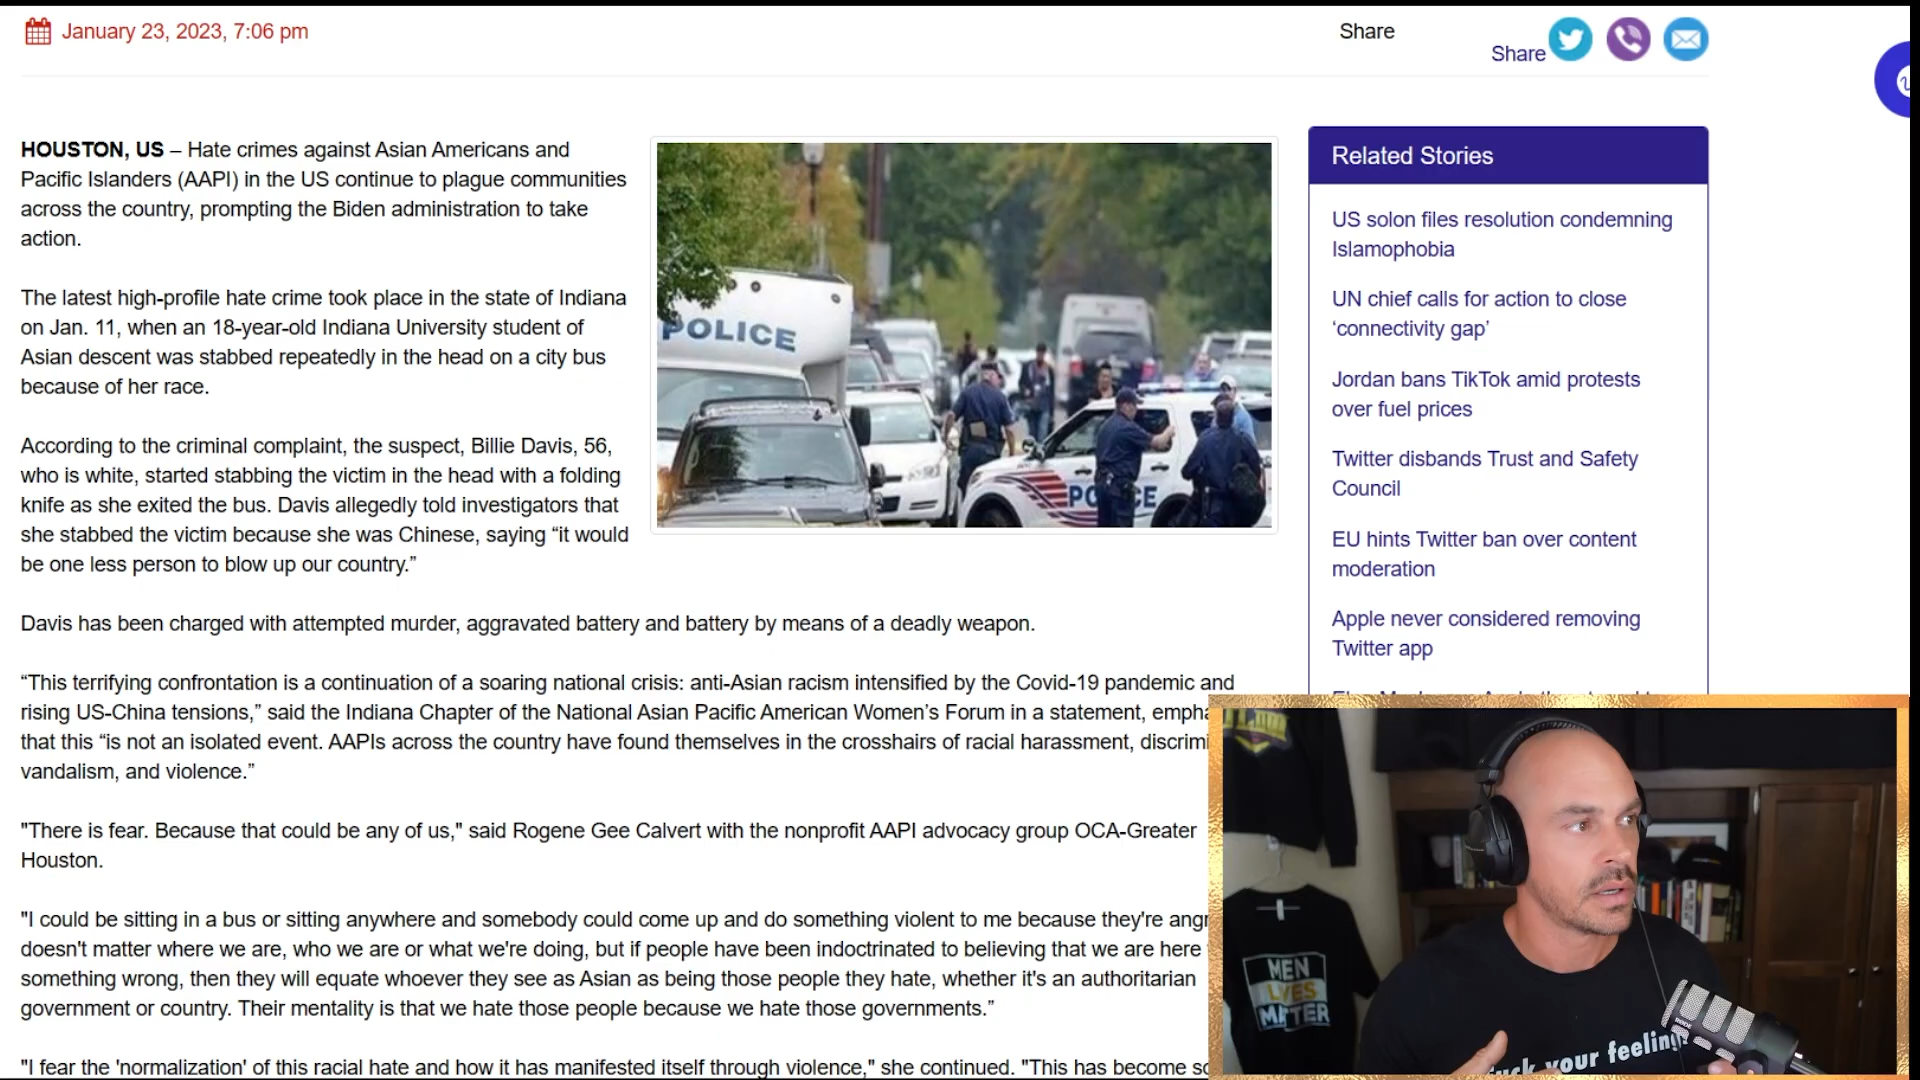 January 23, 2023, 7:06 pm
Share
Share
HOUSTON, US – Hate crimes against Asian Americans and
Pacific Islanders (AAPI) in the US continue to plague communities
across the country, prompting the Biden administration to take
action.
The latest high-profile hate crime took place in the state of Indiana
on Jan. 11, when an 18-year-old Indiana University student of
Asian descent was stabbed repeatedly in the head on a city bus
because of her race.
According to the criminal complaint, the suspect, Billie Davis, 56,
who is white, started stabbing the victim in the head with a folding
knife as she exited the bus. Davis allegedly told investigators that
she stabbed the victim because she was Chinese, saying “it would
be one less person to blow up our country.”
Davis has been charged with attempted murder, aggravated battery and battery by means of a deadly weapon.
“This terrifying confrontation is a continuation of a soaring national crisis: anti-Asian racism intensified by the Covid-19 pandemic and
rising US-China tensions,” said the Indiana Chapter of the National Asian Pacific American Women’s Forum in a statement, empha
that this “is not an isolated event. AAPIs across the country have found themselves in the crosshairs of racial harassment, discrimi
vandalism, and violence.”
"There is fear. Because that could be any of us," said Rogene Gee Calvert with the nonprofit AAPI advocacy group OCA-Greater
Houston.
"I could be sitting in a bus or sitting anywhere and somebody could come up and do something violent to me because they're angr
doesn't matter where we are, who we are or what we're doing, but if people have been indoctrinated to believing that we are here
something wrong, then they will equate whoever they see as Asian as being those people they hate, whether it's an authoritarian
government or country. Their mentality is that we hate those people because we hate those governments.”
"I fear the 'normalization' of this racial hate and how it has manifested itself through violence," she continued. "This has become so
POLICE
POLICE
Related Stories
US solon files resolution condemning
Islamophobia
UN chief calls for action to close
‘connectivity gap’
Jordan bans TikTok amid protests
over fuel prices
Twitter disbands Trust and Safety
Council
EU hints Twitter ban over content
moderation
Apple never considered removing
Twitter app
MEN
LIVES
MATTER
your feeling
RODE